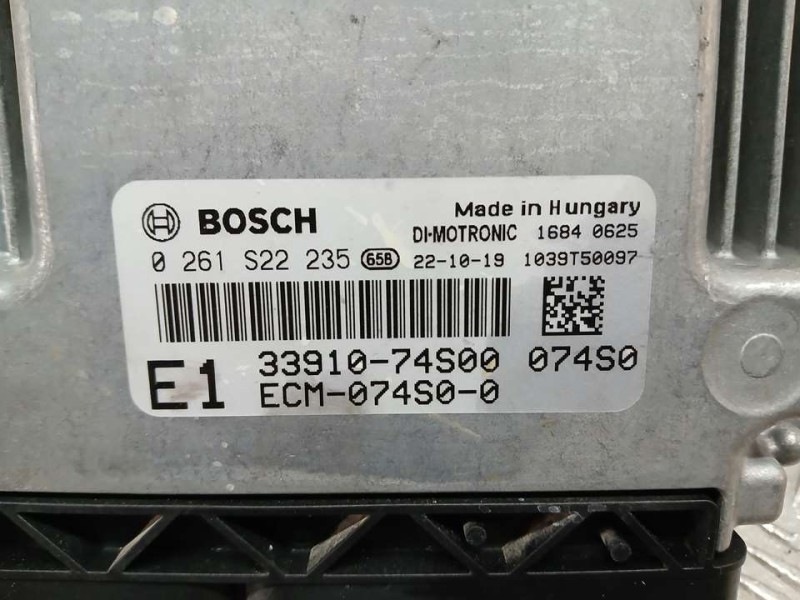 BOSCH Made in Hungary
DI-MOTRONIC 1684 0625
0 261 S22 235 65B 22-10-19 1039T50097
E1 33910-74S00 074S0
ECM-074S0-0